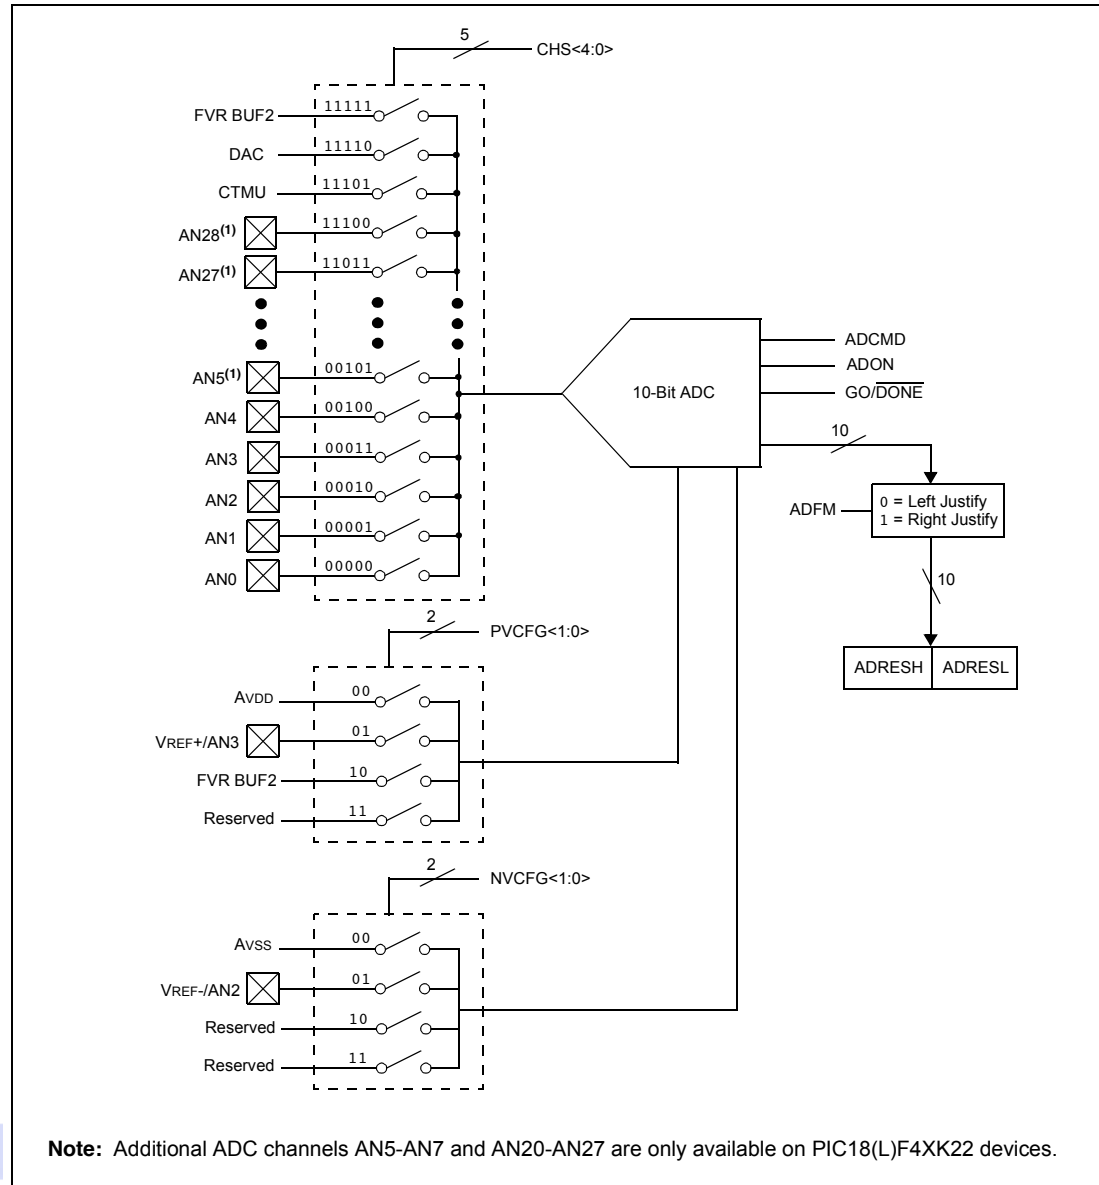 5
CHS<4:0>
FVR BUF2 11111
DAC 11110
CTMU 11101
AN28(1) 11100
AN27(1) 11011
AN5(1) 00101
AN4 00100
AN3 00011
AN2 00010
AN1 00001
AN0 00000
10-Bit ADC
ADCMD
ADON
GO/DONE
10
ADFM
0 = Left Justify
1 = Right Justify
10
ADRESH ADRESL
2
PVCFG<1:0>
AVDD 00
VREF+/AN3 01
FVR BUF2 10
Reserved 11
2
NVCFG<1:0>
AVSS 00
VREF-/AN2 01
Reserved 10
Reserved 11
Note: Additional ADC channels AN5-AN7 and AN20-AN27 are only available on PIC18(L)F4XK22 devices.